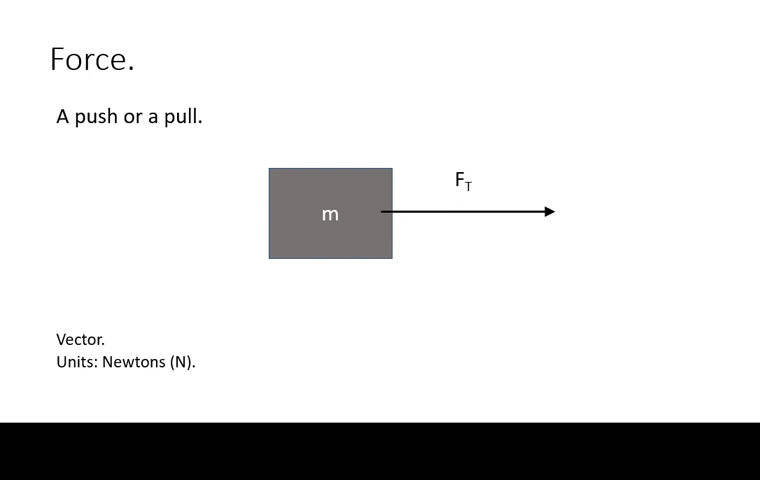 Force.
A push or a pull.
F_T
m
Vector.
Units: Newtons (N).